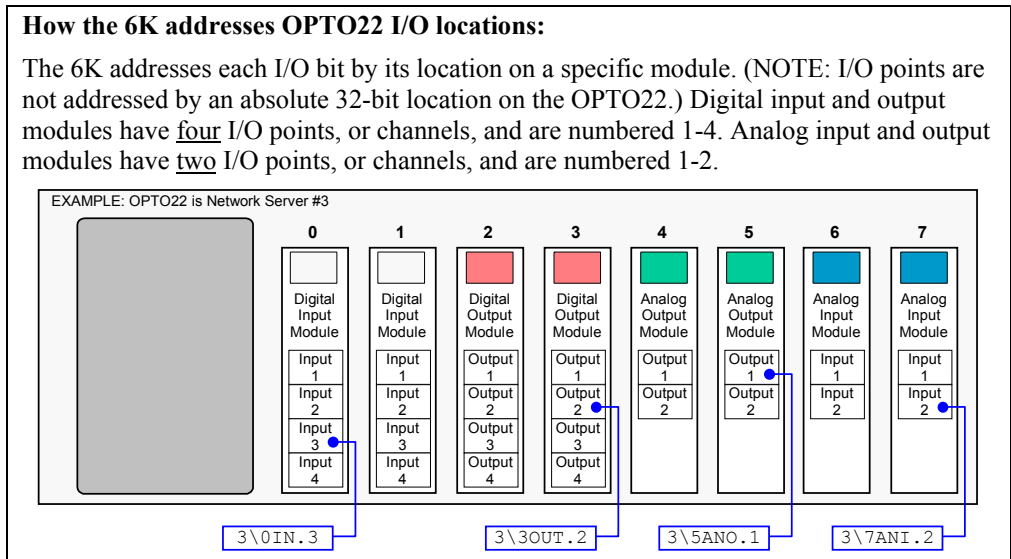 How the 6K addresses OPTO22 I/O locations:
The 6K addresses each I/O bit by its location on a specific module. (NOTE: I/O points are
not addressed by an absolute 32-bit location on the OPTO22.) Digital input and output
modules have four I/O points, or channels, and are numbered 1-4. Analog input and output
modules have two I/O points, or channels, and are numbered 1-2.
EXAMPLE: OPTO22 is Network Server #3
0 1 2 3 4 5 6 7
Digital Digital Digital Digital Analog Analog Analog Analog
Input Input Output Output Output Output Input Input
Module Module Module Module Module Module Module Module
Input Input Output Output Output Output Input Input
1 1 1 1 1 1 1 1
Input Input Output Output Output Output Input Input
2 2 2 2 2 2 2 2
Input Input Output Output
3 3 3 3
Input Input Output Output
4 4 4 4
3\0IN.3 3\3OUT.2 3\5ANO.1 3\7ANI.2